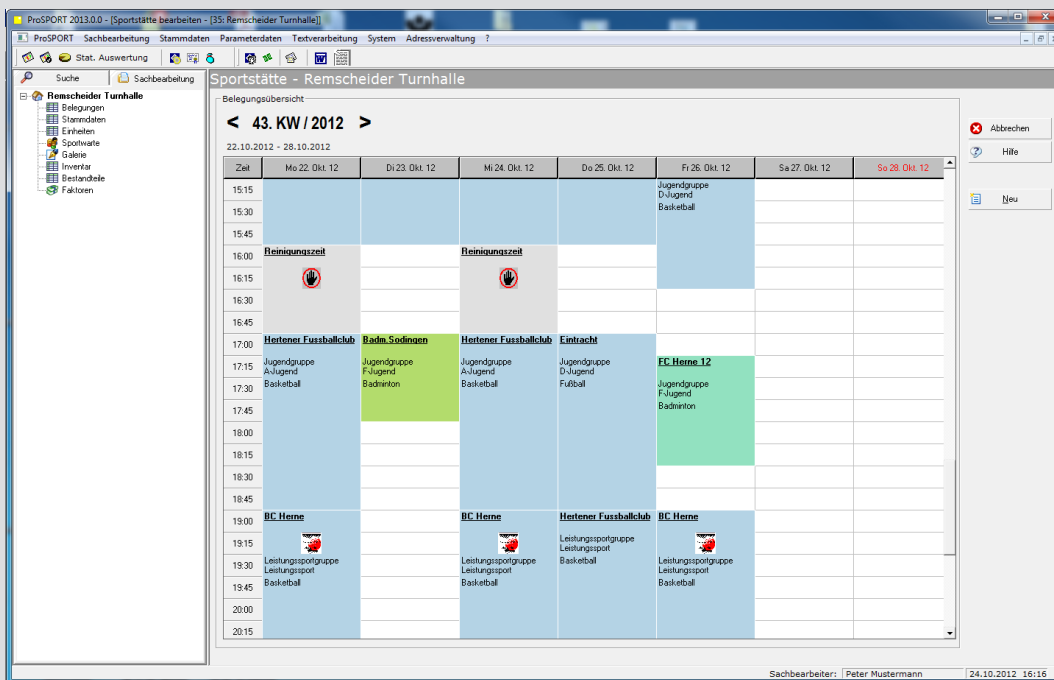 ProSPORT 2013.0.0 - [Sportstätte bearbeiten - [35: Remscheider Turnhalle]]
ProSPORT Sachbearbeitung Stammdaten Parameterdaten Textverarbeitung System Adressverwaltung ?
Stat. Auswertung
Suche Sachbearbeitung
Remscheider Turnhalle
Belegungen
Stammdaten
Einheiten
Sportwarte
Galerie
Inventar
Bestandteile
Faktoren
Sportstätte - Remscheider Turnhalle
Belegungsübersicht
< 43. KW / 2012 >
22.10.2012 - 28.10.2012
Zeit Mo 22. Okt. 12 Di 23. Okt. 12 Mi 24. Okt. 12 Do 25. Okt. 12 Fr 26. Okt. 12 Sa 27. Okt. 12 So 28. Okt. 12
15:15 Jugendgruppe
D-Jugend
15:30 Basketball
15:45
16:00 Reinigungszeit Reinigungszeit
16:15
16:30
16:45
17:00 Hertener Fussballclub Badm.Sodingen Hertener Fussballclub Eintracht
17:15 Jugendgruppe Jugendgruppe Jugendgruppe Jugendgruppe FC Herne 12
A-Jugend F-Jugend A-Jugend D-Jugend
17:30 Basketball Badminton Basketball Fußball Jugendgruppe
F-Jugend
17:45 Badminton
18:00
18:15
18:30
18:45
19:00 BC Herne BC Herne Hertener Fussballclub BC Herne
19:15 Leistungssportgruppe
Leistungssport
19:30 Leistungssportgruppe Leistungssportgruppe Basketball Leistungssportgruppe
Leistungssport Leistungssport Leistungssport
19:45 Basketball Basketball Basketball
20:00
20:15
Abbrechen
Hilfe
Neu
Sachbearbeiter: Peter Mustermann 24.10.2012 16:16